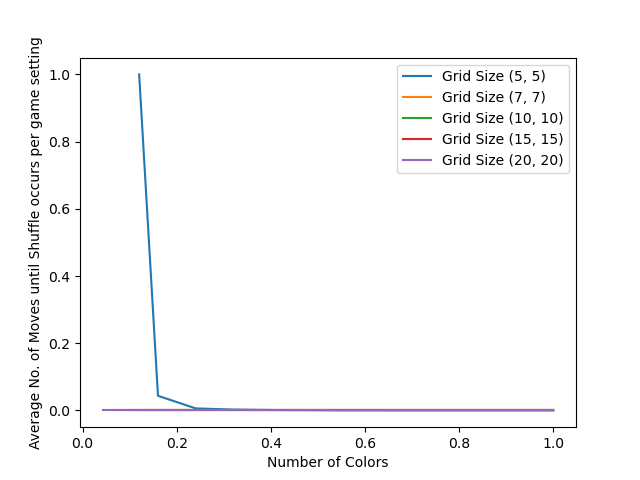 Average No. of Moves until Shuffle occurs per game setting
1.0
0.8
0.6
0.4
0.2
0.0
Grid Size (5, 5)
Grid Size (7, 7)
Grid Size (10, 10)
Grid Size (15, 15)
Grid Size (20, 20)
0.0 0.2 0.4 0.6 0.8 1.0
Number of Colors